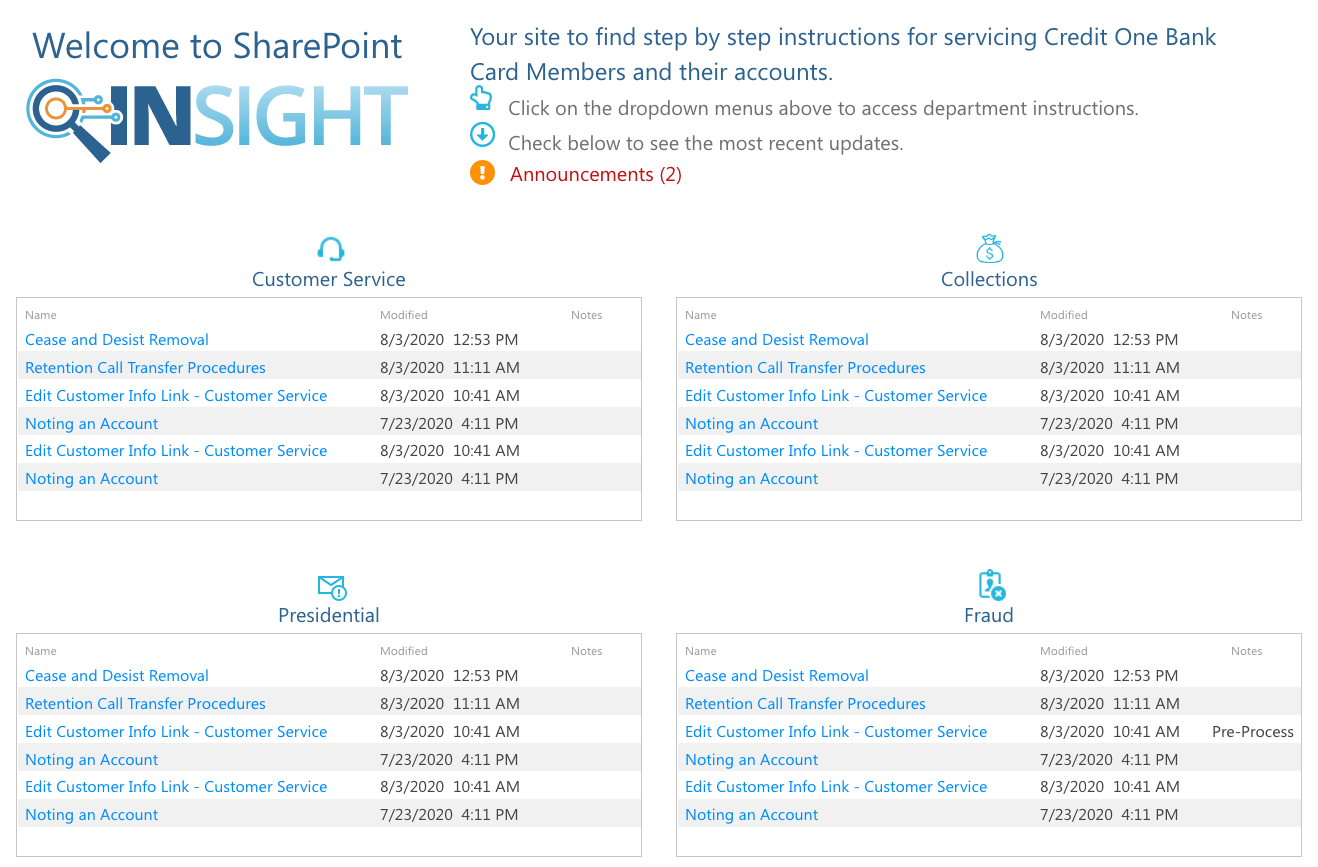 Welcome to SharePoint
INSIGHT
Your site to find step by step instructions for servicing Credit One Bank
Card Members and their accounts.
Click on the dropdown menus above to access department instructions.
Check below to see the most recent updates.
Announcements (2)
Customer Service
Name Modified Notes
Cease and Desist Removal 8/3/2020 12:53 PM
Retention Call Transfer Procedures 8/3/2020 11:11 AM
Edit Customer Info Link - Customer Service 8/3/2020 10:41 AM
Noting an Account 7/23/2020 4:11 PM
Edit Customer Info Link - Customer Service 8/3/2020 10:41 AM
Noting an Account 7/23/2020 4:11 PM
Collections
Name Modified Notes
Cease and Desist Removal 8/3/2020 12:53 PM
Retention Call Transfer Procedures 8/3/2020 11:11 AM
Edit Customer Info Link - Customer Service 8/3/2020 10:41 AM
Noting an Account 7/23/2020 4:11 PM
Edit Customer Info Link - Customer Service 8/3/2020 10:41 AM
Noting an Account 7/23/2020 4:11 PM
Presidential
Name Modified Notes
Cease and Desist Removal 8/3/2020 12:53 PM
Retention Call Transfer Procedures 8/3/2020 11:11 AM
Edit Customer Info Link - Customer Service 8/3/2020 10:41 AM
Noting an Account 7/23/2020 4:11 PM
Edit Customer Info Link - Customer Service 8/3/2020 10:41 AM
Noting an Account 7/23/2020 4:11 PM
Fraud
Name Modified Notes
Cease and Desist Removal 8/3/2020 12:53 PM
Retention Call Transfer Procedures 8/3/2020 11:11 AM
Edit Customer Info Link - Customer Service 8/3/2020 10:41 AM Pre-Process
Noting an Account 7/23/2020 4:11 PM
Edit Customer Info Link - Customer Service 8/3/2020 10:41 AM
Noting an Account 7/23/2020 4:11 PM